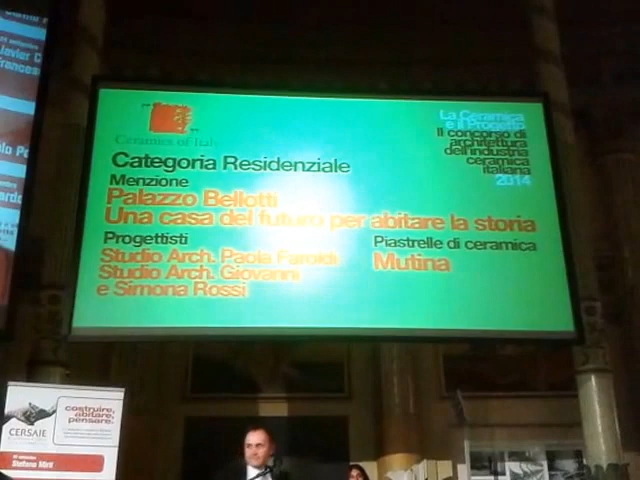 Ceramics of Italy
La Ceramica
e il Progetto
Il concorso di
architettura
dell'industria
ceramica
italiana
2014
Categoria Residenziale
Menzione
Palazzo Bellotti
Una casa del futuro per abitare la storia
Progettisti
Studio Arch. Paola Faroldi
Studio Arch. Giovanni
e Simona Rossi
Piastrelle di ceramica
Mutina
Javier
France
CERSAIE
costruire,
abitare,
pensare.